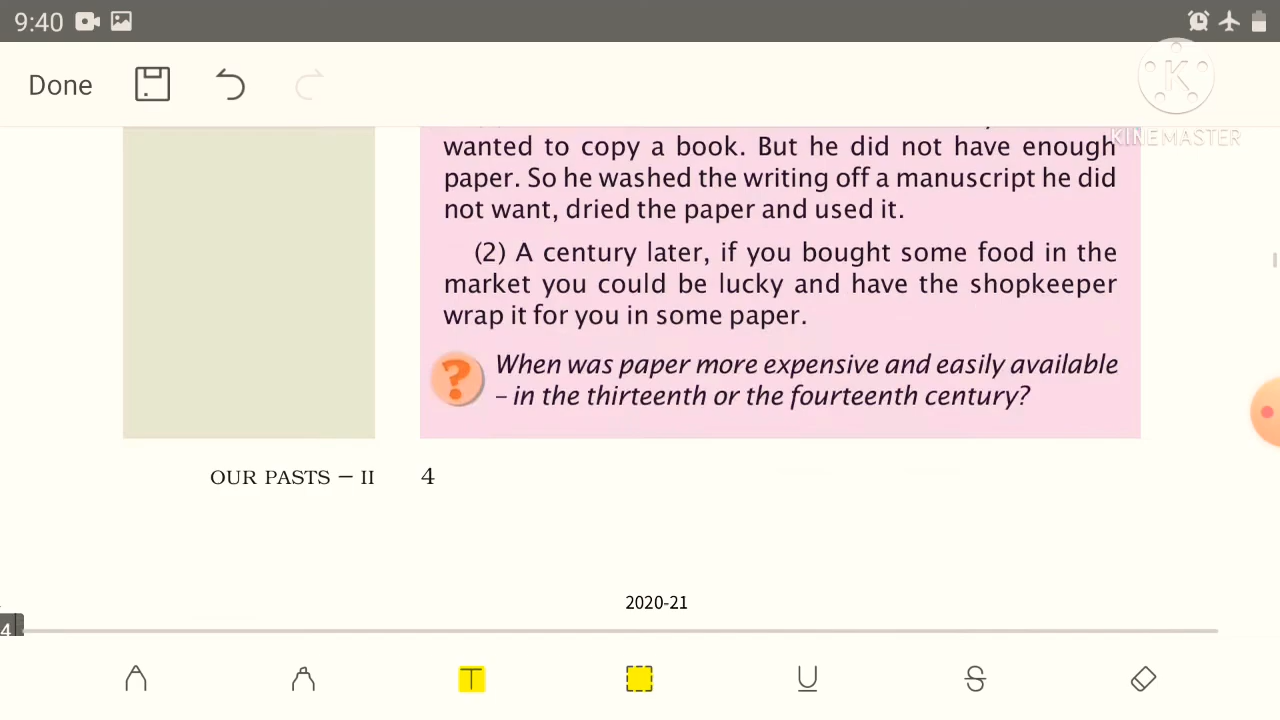 9:40
Done
K
KINEMASTER
wanted to copy a book. But he did not have enough
paper. So he washed the writing off a manuscript he did
not want, dried the paper and used it.
(2) A century later, if you bought some food in the
market you could be lucky and have the shopkeeper
wrap it for you in some paper.
? When was paper more expensive and easily available
– in the thirteenth or the fourteenth century?
OUR PASTS – II 4
2020-21
4
T
U
S